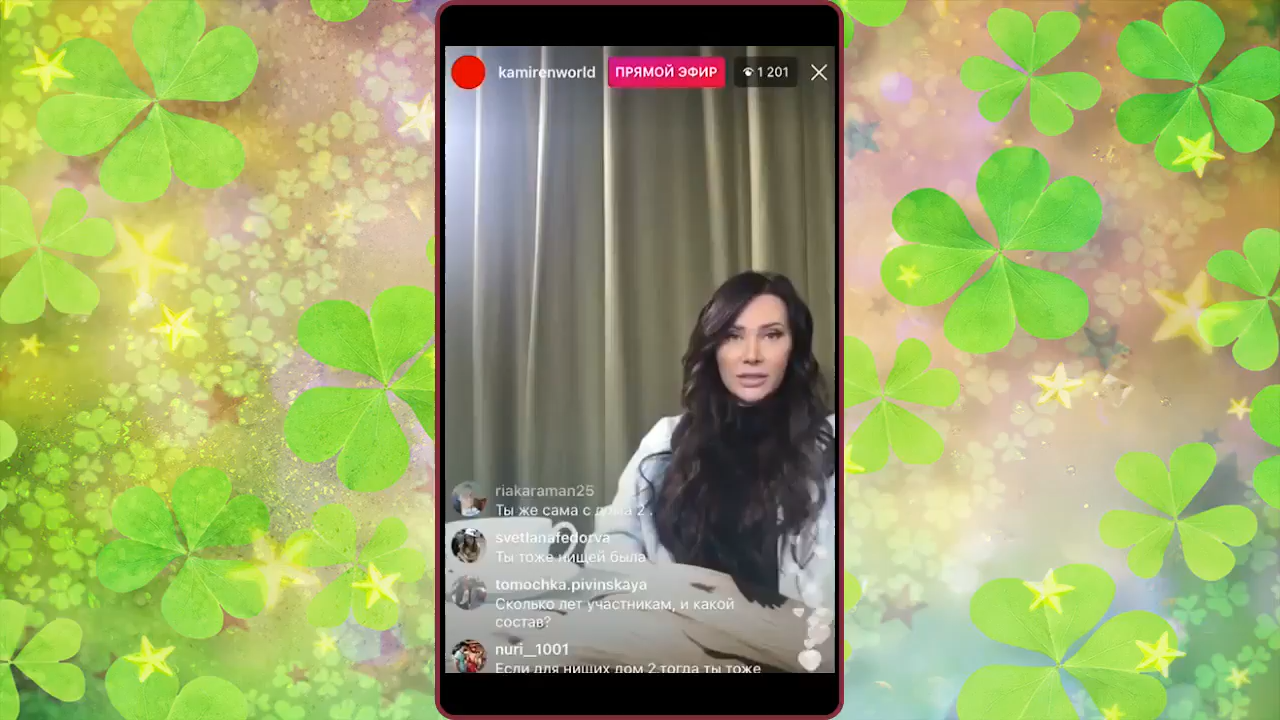 kamirenworld ПРЯМОЙ ЭФИР 1 201
riakaraman25
Ты же сама с дома 2 .
svetlanafedorva
Ты тоже нищей была
tomochka.pivinskaya
Сколько лет участникам, и какой
состав?
nuri__1001
Если для нищих дом 2 тогда ты тоже